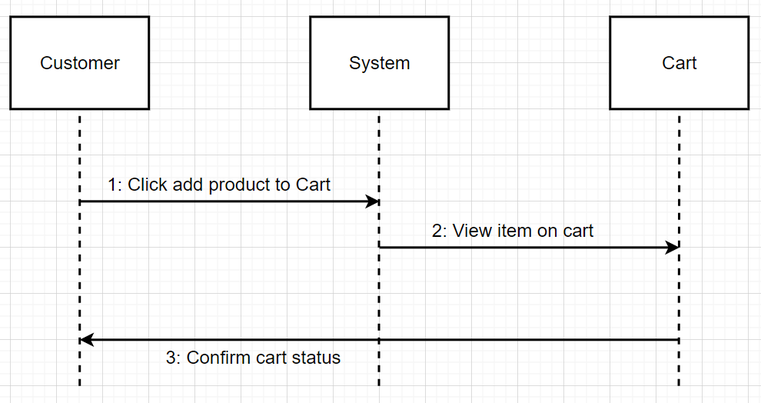 Customer
System
Cart
1: Click add product to Cart
2: View item on cart
3: Confirm cart status